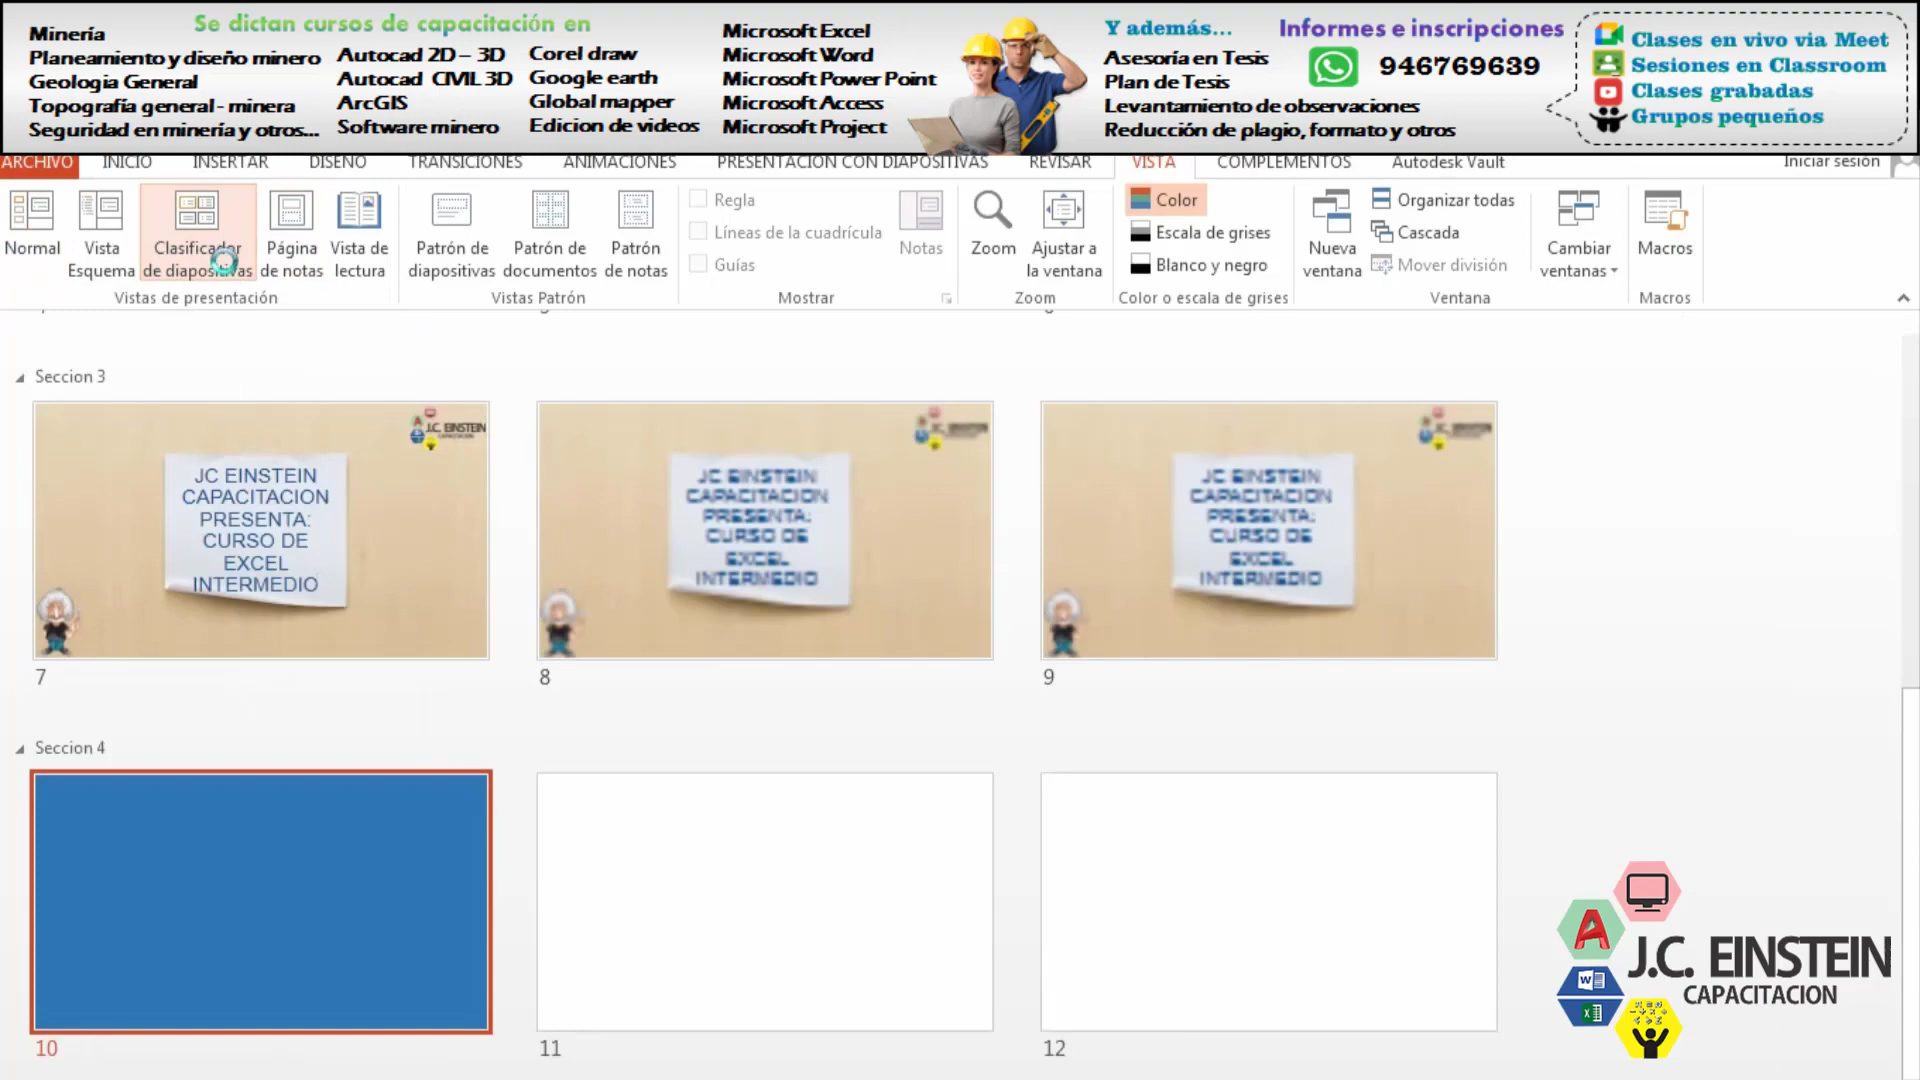 Se dictan cursos de capacitación en
Minería
Planeamiento y diseño minero
Geologia General
Topografía general - minera
Seguridad en minería y otros...
Autocad 2D - 3D
Autocad CIVIL 3D
ArcGIS
Software minero
Corel draw
Google earth
Global mapper
Edicion de videos
Microsoft Excel
Microsoft Word
Microsoft Power Point
Microsoft Access
Microsoft Project
Y además...
Asesoría en Tesis
Plan de Tesis
Levantamiento de observaciones
Reducción de plagio, formato y otros
Informes e inscripciones
946769639
Clases en vivo via Meet
Sesiones en Classroom
Clases grabadas
Grupos pequeños
ARCHIVO INICIO INSERTAR DISEÑO TRANSICIONES ANIMACIONES PRESENTACION CON DIAPOSITIVAS REVISAR VISTA COMPLEMENTOS Autodesk Vault Iniciar sesión
Normal
Vista
Esquema
Clasificador
de diapositivas
Página
de notas
Vista de
lectura
Vistas de presentación
Patrón de
diapositivas
Patrón de
documentos
Patrón
de notas
Vistas Patrón
Regla
Líneas de la cuadrícula
Guías
Mostrar
Notas
Zoom
Ajustar a
la ventana
Zoom
Color
Escala de grises
Blanco y negro
Color o escala de grises
Nueva
ventana
Organizar todas
Cascada
Mover división
Ventana
Cambiar
ventanas
Macros
Macros
Seccion 3
J.C. EINSTEIN
JC EINSTEIN
CAPACITACION
PRESENTA:
CURSO DE
EXCEL
INTERMEDIO
7
J.C. EINSTEIN
JC EINSTEIN
CAPACITACION
PRESENTA:
CURSO DE
EXCEL
INTERMEDIO
8
J.C. EINSTEIN
JC EINSTEIN
CAPACITACION
PRESENTA:
CURSO DE
EXCEL
INTERMEDIO
9
Seccion 4
10
11
12
J.C. EINSTEIN
CAPACITACION